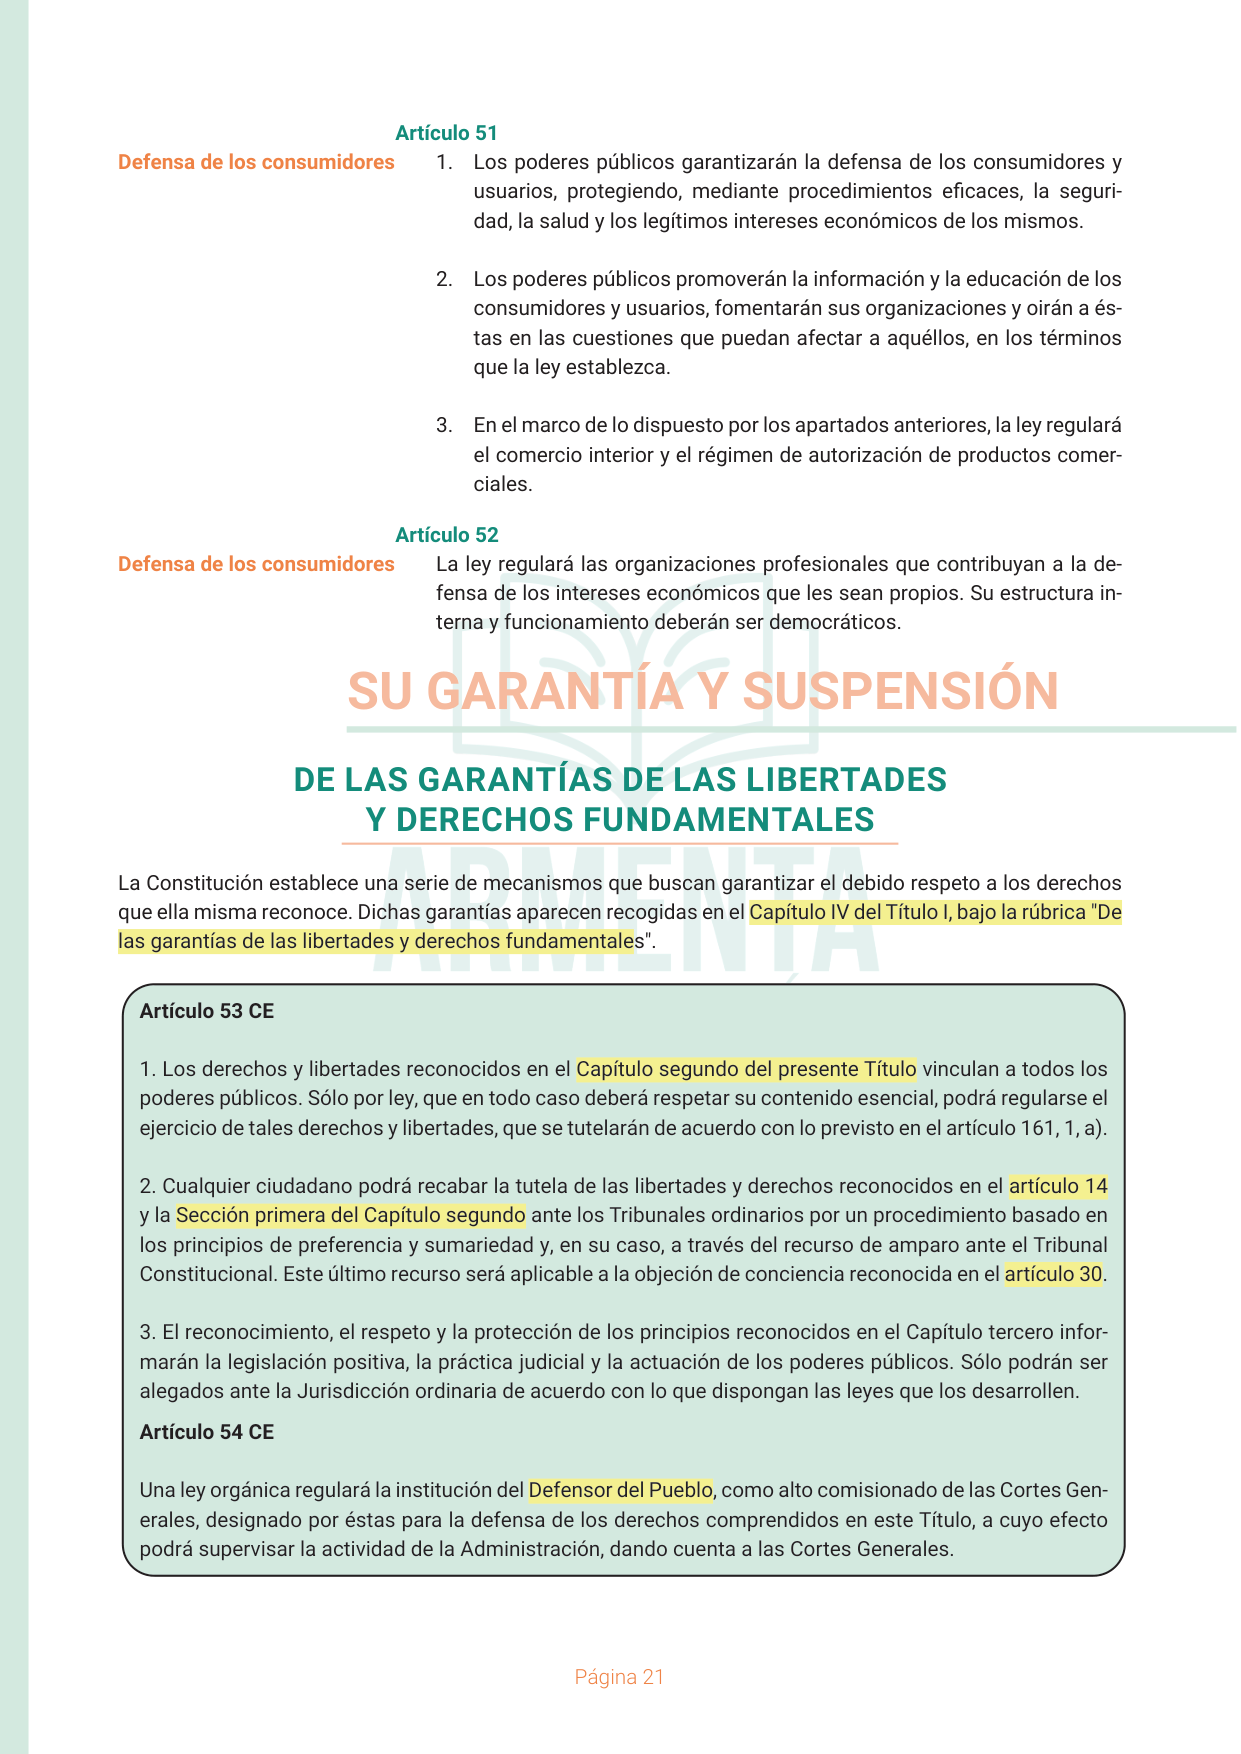 Artículo 51
Defensa de los consumidores
1. Los poderes públicos garantizarán la defensa de los consumidores y
usuarios, protegiendo, mediante procedimientos eficaces, la seguri-
dad, la salud y los legítimos intereses económicos de los mismos.
2. Los poderes públicos promoverán la información y la educación de los
consumidores y usuarios, fomentarán sus organizaciones y oirán a és-
tas en las cuestiones que puedan afectar a aquéllos, en los términos
que la ley establezca.
3. En el marco de lo dispuesto por los apartados anteriores, la ley regulará
el comercio interior y el régimen de autorización de productos comer-
ciales.
Artículo 52
Defensa de los consumidores
La ley regulará las organizaciones profesionales que contribuyan a la de-
fensa de los intereses económicos que les sean propios. Su estructura in-
terna y funcionamiento deberán ser democráticos.
SU GARANTÍA Y SUSPENSIÓN
DE LAS GARANTÍAS DE LAS LIBERTADES
Y DERECHOS FUNDAMENTALES
ARMENTA
La Constitución establece una serie de mecanismos que buscan garantizar el debido respeto a los derechos
que ella misma reconoce. Dichas garantías aparecen recogidas en el Capítulo IV del Título I, bajo la rúbrica "De
las garantías de las libertades y derechos fundamentales".
Artículo 53 CE
1. Los derechos y libertades reconocidos en el Capítulo segundo del presente Título vinculan a todos los
poderes públicos. Sólo por ley, que en todo caso deberá respetar su contenido esencial, podrá regularse el
ejercicio de tales derechos y libertades, que se tutelarán de acuerdo con lo previsto en el artículo 161, 1, a).
2. Cualquier ciudadano podrá recabar la tutela de las libertades y derechos reconocidos en el artículo 14
y la Sección primera del Capítulo segundo ante los Tribunales ordinarios por un procedimiento basado en
los principios de preferencia y sumariedad y, en su caso, a través del recurso de amparo ante el Tribunal
Constitucional. Este último recurso será aplicable a la objeción de conciencia reconocida en el artículo 30.
3. El reconocimiento, el respeto y la protección de los principios reconocidos en el Capítulo tercero infor-
marán la legislación positiva, la práctica judicial y la actuación de los poderes públicos. Sólo podrán ser
alegados ante la Jurisdicción ordinaria de acuerdo con lo que dispongan las leyes que los desarrollen.
Artículo 54 CE
Una ley orgánica regulará la institución del Defensor del Pueblo, como alto comisionado de las Cortes Gen-
erales, designado por éstas para la defensa de los derechos comprendidos en este Título, a cuyo efecto
podrá supervisar la actividad de la Administración, dando cuenta a las Cortes Generales.
Página 21